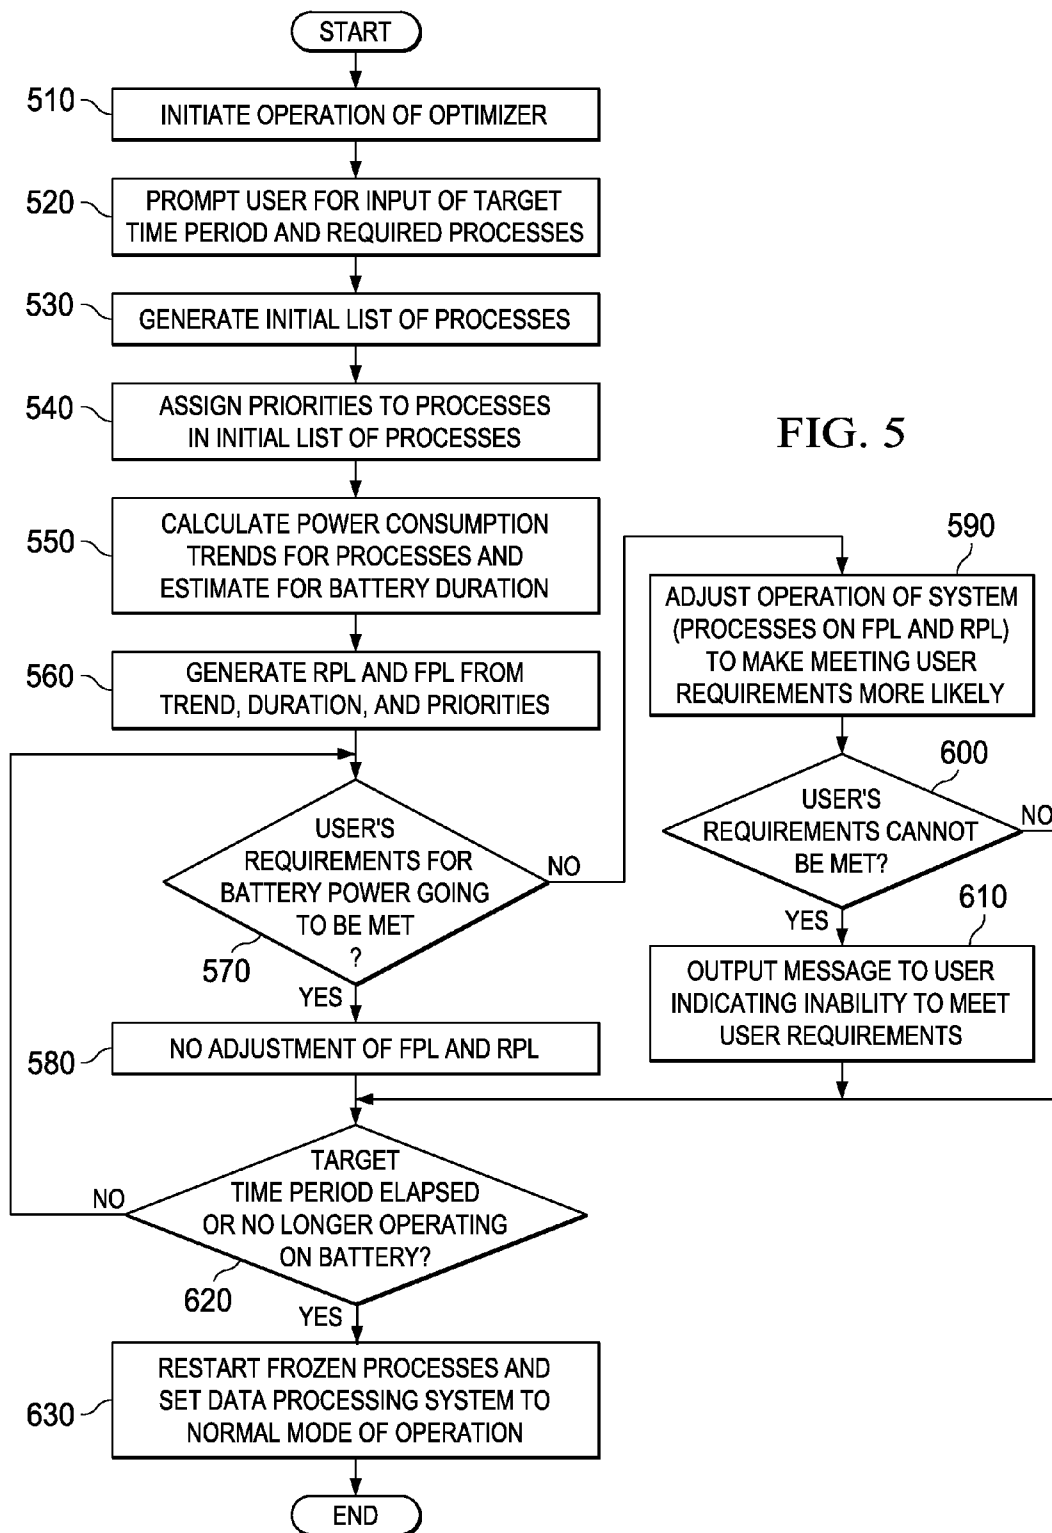 START
510
INITIATE OPERATION OF OPTIMIZER
520
PROMPT USER FOR INPUT OF TARGET
TIME PERIOD AND REQUIRED PROCESSES
530
GENERATE INITIAL LIST OF PROCESSES
540
ASSIGN PRIORITIES TO PROCESSES
IN INITIAL LIST OF PROCESSES
FIG. 5
550
CALCULATE POWER CONSUMPTION
TRENDS FOR PROCESSES AND
ESTIMATE FOR BATTERY DURATION
560
GENERATE RPL AND FPL FROM
TREND, DURATION, AND PRIORITIES
USER'S
REQUIREMENTS FOR
BATTERY POWER GOING
TO BE MET
?
570
NO
YES
590
ADJUST OPERATION OF SYSTEM
(PROCESSES ON FPL AND RPL)
TO MAKE MEETING USER
REQUIREMENTS MORE LIKELY
600
USER'S
REQUIREMENTS CANNOT
BE MET?
NO
YES
610
OUTPUT MESSAGE TO USER
INDICATING INABILITY TO MEET
USER REQUIREMENTS
580
NO ADJUSTMENT OF FPL AND RPL
TARGET
TIME PERIOD ELAPSED
OR NO LONGER OPERATING
ON BATTERY?
NO
620
YES
630
RESTART FROZEN PROCESSES AND
SET DATA PROCESSING SYSTEM TO
NORMAL MODE OF OPERATION
END